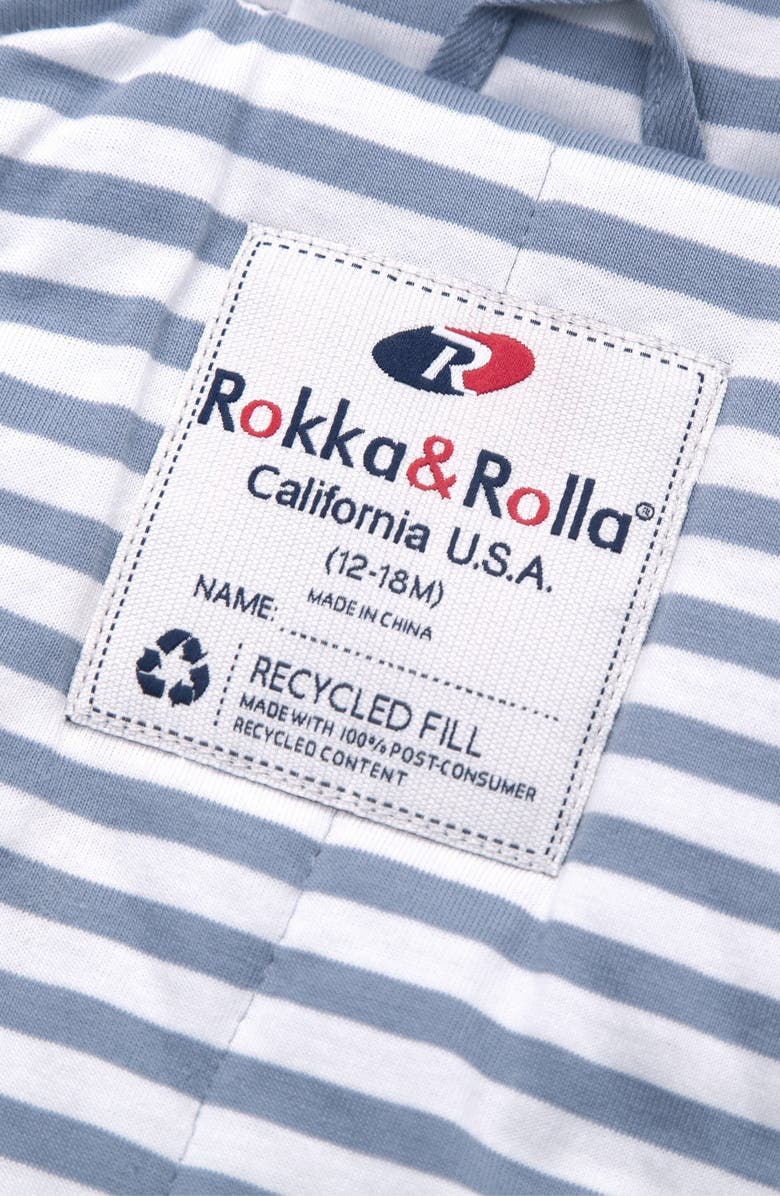 R
Rokka&Rolla®
California U.S.A.
(12-18M)
MADE IN CHINA
NAME:
RECYCLED FILL
MADE WITH 100% POST-CONSUMER
RECYCLED CONTENT